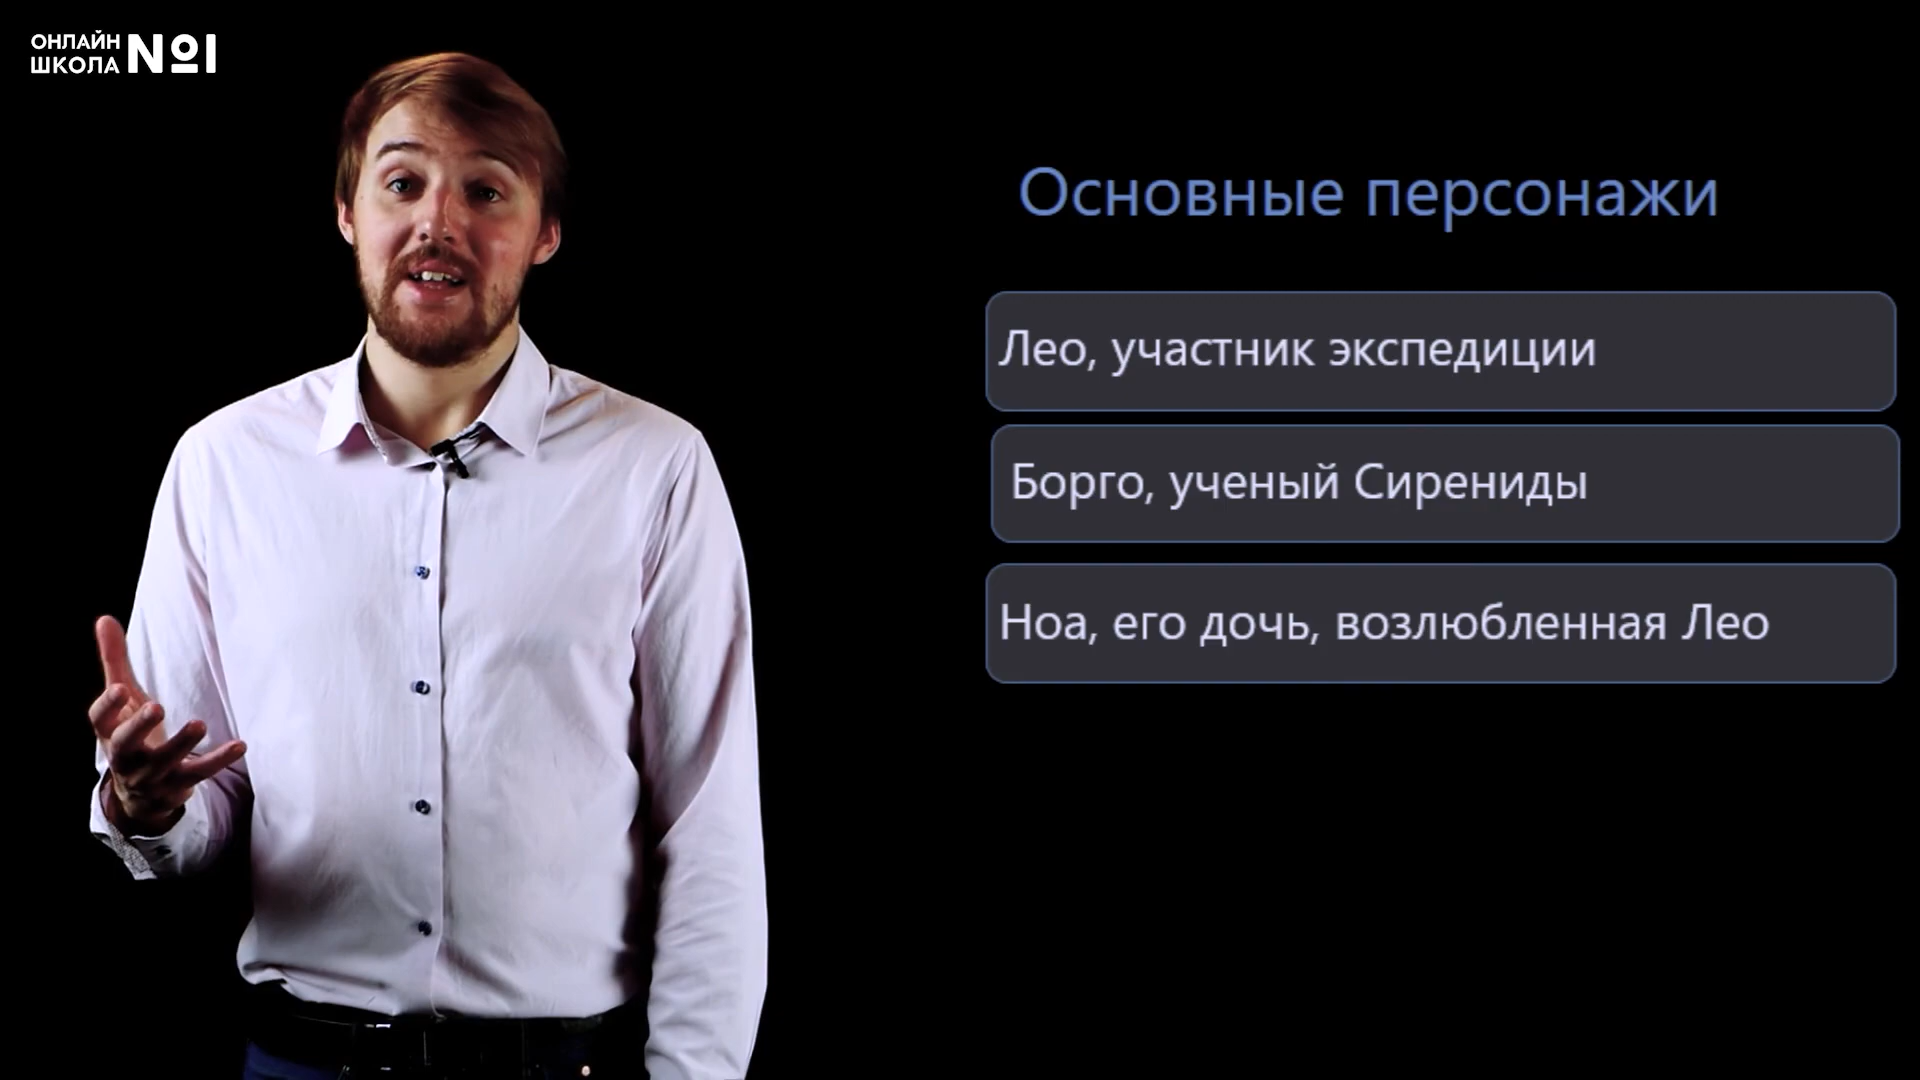 ОНЛАЙН
ШКОЛА №1
Основные персонажи
Лео, участник экспедиции
Борго, ученый Сирениды
Ноа, его дочь, возлюбленная Лео